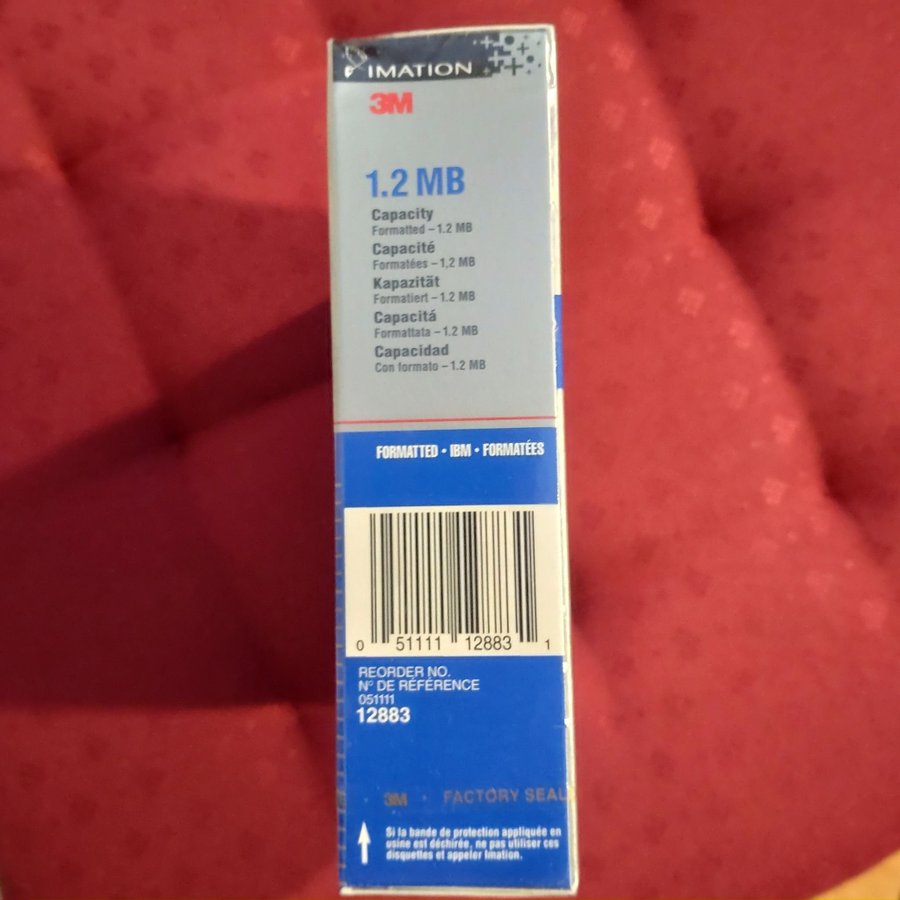 IMATION
3M
1.2 MB
Capacity
Formatted – 1.2 MB
Capacité
Formatées – 1,2 MB
Kapazität
Formatiert – 1.2 MB
Capacitá
Formattata – 1.2 MB
Capacidad
Con formato – 1.2 MB
FORMATTED • IBM • FORMATÉES
0 51111 12883 1
REORDER NO.
N° DE RÉFÉRENCE
051111
12883
3M · FACTORY SEAL
Si la bande de protection appliquée en
usine est déchirée, ne pas utiliser ces
disquettes et appeler Imation.